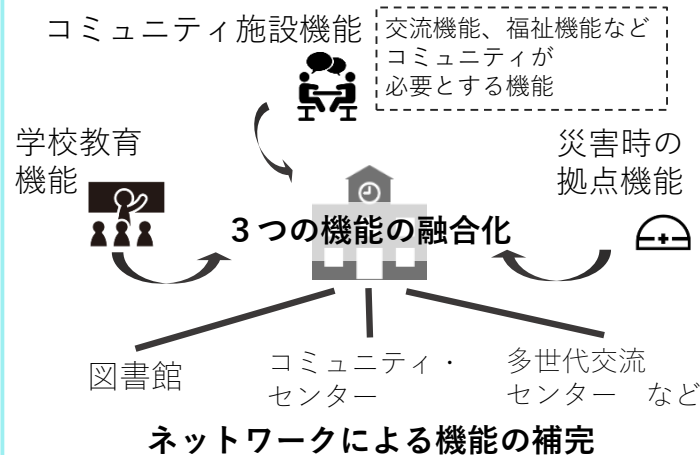 コミュニティ施設機能
交流機能、福祉機能など
コミュニティが
必要とする機能
学校教育
機能
災害時の
拠点機能
３つの機能の融合化
図書館
コミュニティ・
センター
多世代交流
センター　など
ネットワークによる機能の補完